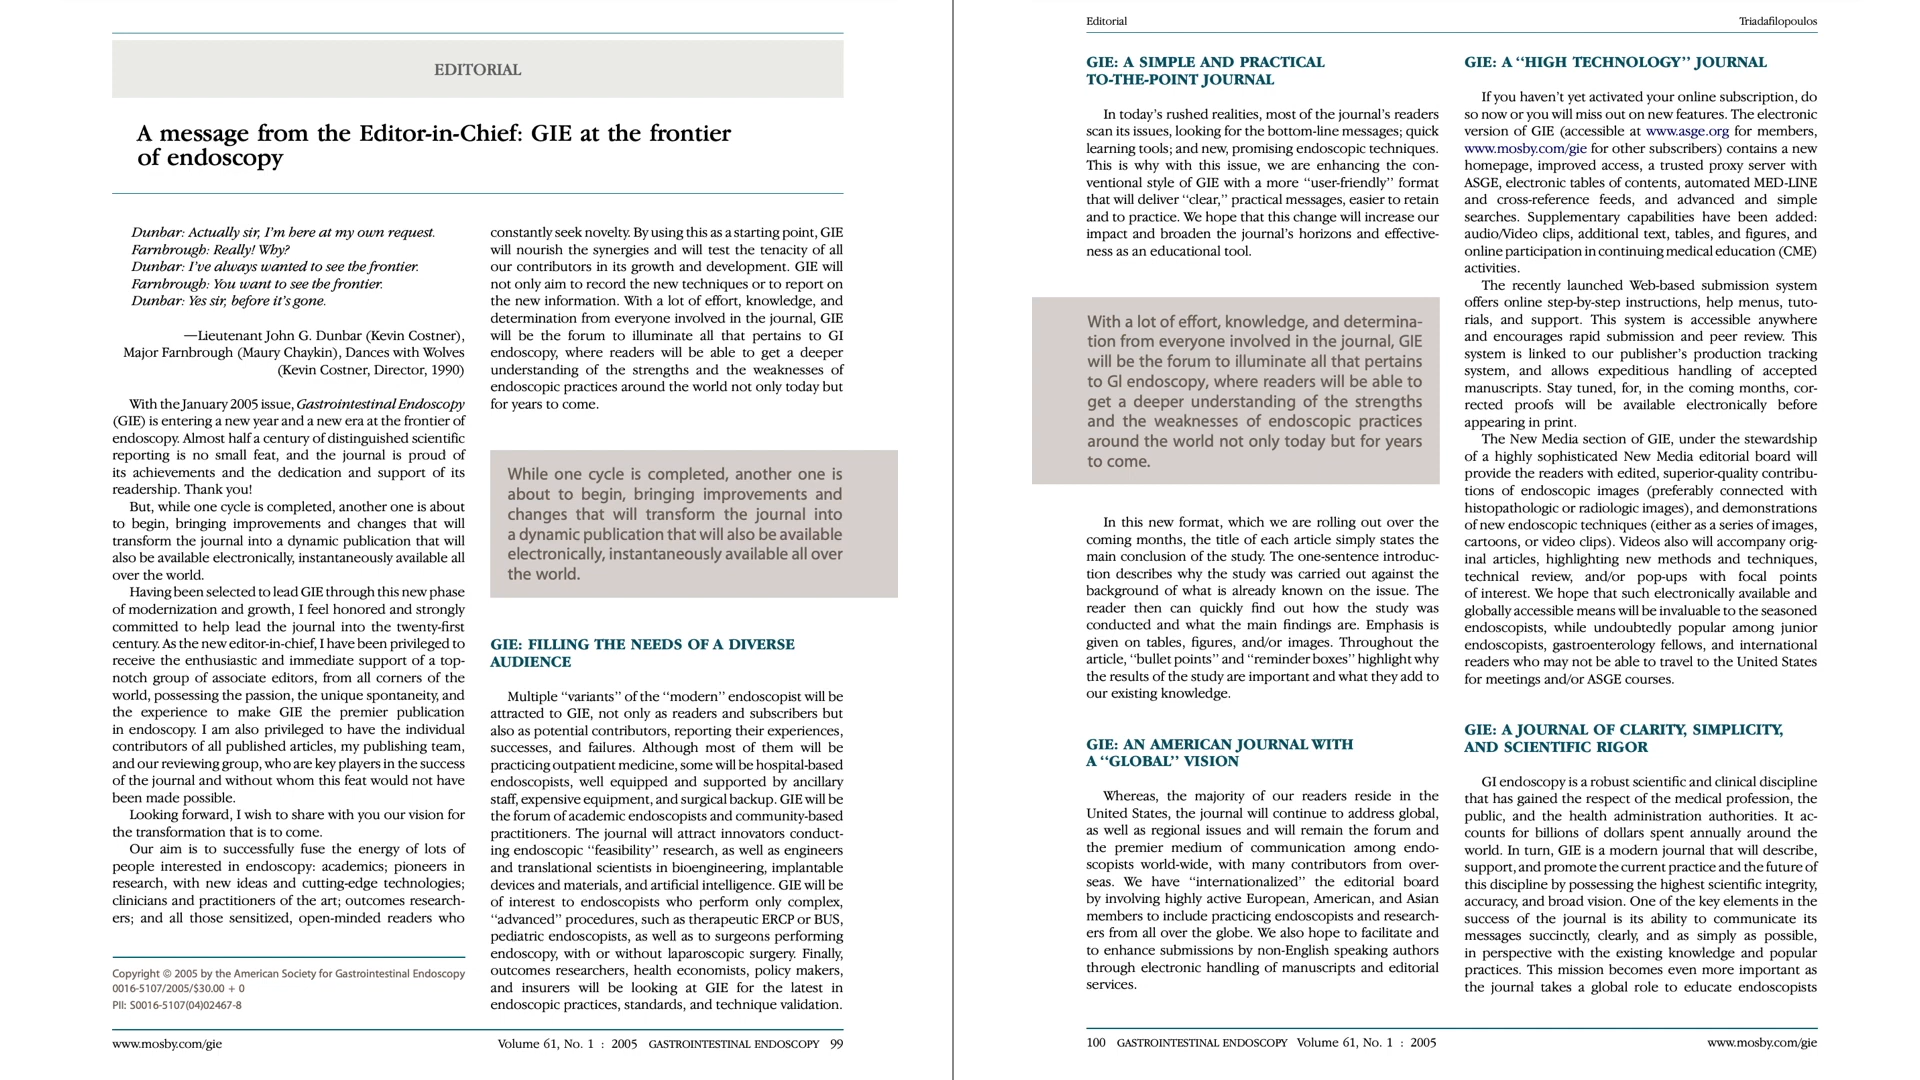 EDITORIAL
A message from the Editor-in-Chief: GIE at the frontier
of endoscopy
Dunbar: Actually sir, I'm here at my own request.
Farnbrough: Really! Why?
Dunbar: I've always wanted to see the frontier.
Farnbrough: You want to see the frontier.
Dunbar: Yes sir, before it's gone.
—Lieutenant John G. Dunbar (Kevin Costner),
Major Farnbrough (Maury Chaykin), Dances with Wolves
(Kevin Costner, Director, 1990)
With the January 2005 issue, Gastrointestinal Endoscopy
(GIE) is entering a new year and a new era at the frontier of
endoscopy. Almost half a century of distinguished scientific
reporting is no small feat, and the journal is proud of
its achievements and the dedication and support of its
readership. Thank you!
But, while one cycle is completed, another one is about
to begin, bringing improvements and changes that will
transform the journal into a dynamic publication that will
also be available electronically, instantaneously available all
over the world.
Having been selected to lead GIE through this new phase
of modernization and growth, I feel honored and strongly
committed to help lead the journal into the twenty-first
century. As the new editor-in-chief, I have been privileged to
receive the enthusiastic and immediate support of a top-
notch group of associate editors, from all corners of the
world, possessing the passion, the unique spontaneity, and
the experience to make GIE the premier publication
in endoscopy. I am also privileged to have the individual
contributors of all published articles, my publishing team,
and our reviewing group, who are key players in the success
of the journal and without whom this feat would not have
been made possible.
Looking forward, I wish to share with you our vision for
the transformation that is to come.
Our aim is to successfully fuse the energy of lots of
people interested in endoscopy: academics; pioneers in
research, with new ideas and cutting-edge technologies;
clinicians and practitioners of the art; outcomes research-
ers; and all those sensitized, open-minded readers who
Copyright © 2005 by the American Society for Gastrointestinal Endoscopy
0016-5107/2005/$30.00 + 0
PII: S0016-5107(04)02467-8
constantly seek novelty. By using this as a starting point, GIE
will nourish the synergies and will test the tenacity of all
our contributors in its growth and development. GIE will
not only aim to record the new techniques or to report on
the new information. With a lot of effort, knowledge, and
determination from everyone involved in the journal, GIE
will be the forum to illuminate all that pertains to GI
endoscopy, where readers will be able to get a deeper
understanding of the strengths and the weaknesses of
endoscopic practices around the world not only today but
for years to come.
While one cycle is completed, another one is
about to begin, bringing improvements and
changes that will transform the journal into
a dynamic publication that will also be available
electronically, instantaneously available all over
the world.
GIE: FILLING THE NEEDS OF A DIVERSE
AUDIENCE
Multiple ‘‘variants’’ of the ‘‘modern’’ endoscopist will be
attracted to GIE, not only as readers and subscribers but
also as potential contributors, reporting their experiences,
successes, and failures. Although most of them will be
practicing outpatient medicine, some will be hospital-based
endoscopists, well equipped and supported by ancillary
staff, expensive equipment, and surgical backup. GIE will be
the forum of academic endoscopists and community-based
practitioners. The journal will attract innovators conduct-
ing endoscopic ‘‘feasibility’’ research, as well as engineers
and translational scientists in bioengineering, implantable
devices and materials, and artificial intelligence. GIE will be
of interest to endoscopists who perform only complex,
‘‘advanced’’ procedures, such as therapeutic ERCP or BUS,
pediatric endoscopists, as well as to surgeons performing
endoscopy, with or without laparoscopic surgery. Finally,
outcomes researchers, health economists, policy makers,
and insurers will be looking at GIE for the latest in
endoscopic practices, standards, and technique validation.
www.mosby.com/gie
Volume 61, No. 1 : 2005 GASTROINTESTINAL ENDOSCOPY 99
Editorial
Triadafilopoulos
GIE: A SIMPLE AND PRACTICAL
TO-THE-POINT JOURNAL
In today's rushed realities, most of the journal's readers
scan its issues, looking for the bottom-line messages; quick
learning tools; and new, promising endoscopic techniques.
This is why with this issue, we are enhancing the con-
ventional style of GIE with a more ‘‘user-friendly’’ format
that will deliver ‘‘clear,’’ practical messages, easier to retain
and to practice. We hope that this change will increase our
impact and broaden the journal's horizons and effective-
ness as an educational tool.
With a lot of effort, knowledge, and determina-
tion from everyone involved in the journal, GIE
will be the forum to illuminate all that pertains
to GI endoscopy, where readers will be able to
get a deeper understanding of the strengths
and the weaknesses of endoscopic practices
around the world not only today but for years
to come.
In this new format, which we are rolling out over the
coming months, the title of each article simply states the
main conclusion of the study. The one-sentence introduc-
tion describes why the study was carried out against the
background of what is already known on the issue. The
reader then can quickly find out how the study was
conducted and what the main findings are. Emphasis is
given on tables, figures, and/or images. Throughout the
article, ‘‘bullet points’’ and ‘‘reminder boxes’’ highlight why
the results of the study are important and what they add to
our existing knowledge.
GIE: AN AMERICAN JOURNAL WITH
A ‘‘GLOBAL’’ VISION
Whereas, the majority of our readers reside in the
United States, the journal will continue to address global,
as well as regional issues and will remain the forum and
the premier medium of communication among endo-
scopists world-wide, with many contributors from over-
seas. We have ‘‘internationalized’’ the editorial board
by involving highly active European, American, and Asian
members to include practicing endoscopists and research-
ers from all over the globe. We also hope to facilitate and
to enhance submissions by non-English speaking authors
through electronic handling of manuscripts and editorial
services.
GIE: A ‘‘HIGH TECHNOLOGY’’ JOURNAL
If you haven't yet activated your online subscription, do
so now or you will miss out on new features. The electronic
version of GIE (accessible at www.asge.org for members,
www.mosby.com/gie for other subscribers) contains a new
homepage, improved access, a trusted proxy server with
ASGE, electronic tables of contents, automated MED-LINE
and cross-reference feeds, and advanced and simple
searches. Supplementary capabilities have been added:
audio/Video clips, additional text, tables, and figures, and
online participation in continuing medical education (CME)
activities.
The recently launched Web-based submission system
offers online step-by-step instructions, help menus, tuto-
rials, and support. This system is accessible anywhere
and encourages rapid submission and peer review. This
system is linked to our publisher's production tracking
system, and allows expeditious handling of accepted
manuscripts. Stay tuned, for, in the coming months, cor-
rected proofs will be available electronically before
appearing in print.
The New Media section of GIE, under the stewardship
of a highly sophisticated New Media editorial board will
provide the readers with edited, superior-quality contribu-
tions of endoscopic images (preferably connected with
histopathologic or radiologic images), and demonstrations
of new endoscopic techniques (either as a series of images,
cartoons, or video clips). Videos also will accompany orig-
inal articles, highlighting new methods and techniques,
technical review, and/or pop-ups with focal points
of interest. We hope that such electronically available and
globally accessible means will be invaluable to the seasoned
endoscopists, while undoubtedly popular among junior
endoscopists, gastroenterology fellows, and international
readers who may not be able to travel to the United States
for meetings and/or ASGE courses.
GIE: A JOURNAL OF CLARITY, SIMPLICITY,
AND SCIENTIFIC RIGOR
GI endoscopy is a robust scientific and clinical discipline
that has gained the respect of the medical profession, the
public, and the health administration authorities. It ac-
counts for billions of dollars spent annually around the
world. In turn, GIE is a modern journal that will describe,
support, and promote the current practice and the future of
this discipline by possessing the highest scientific integrity,
accuracy, and broad vision. One of the key elements in the
success of the journal is its ability to communicate its
messages succinctly, clearly, and as simply as possible,
in perspective with the existing knowledge and popular
practices. This mission becomes even more important as
the journal takes a global role to educate endoscopists
100 GASTROINTESTINAL ENDOSCOPY Volume 61, No. 1 : 2005
www.mosby.com/gie